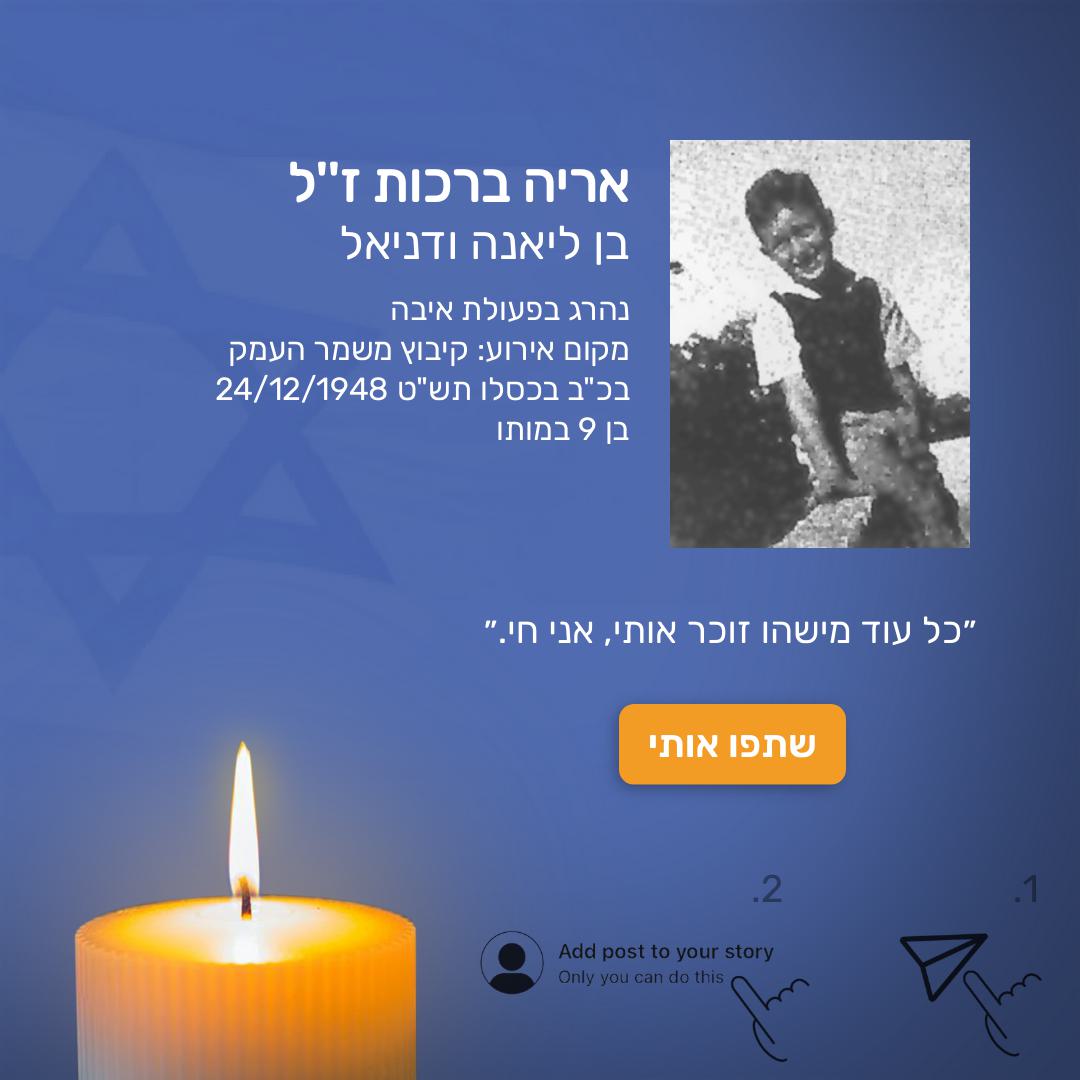 אריה ברכות ז"ל
בן ליאנה ודניאל
נהרג בפעולת איבה
מקום אירוע: קיבוץ משמר העמק
בכ"ב בכסלו תש"ט 24/12/1948
בן 9 במותו
״כל עוד מישהו זוכר אותי, אני חי.״
שתפו אותי
1.
2.
Add post to your story
Only you can do this